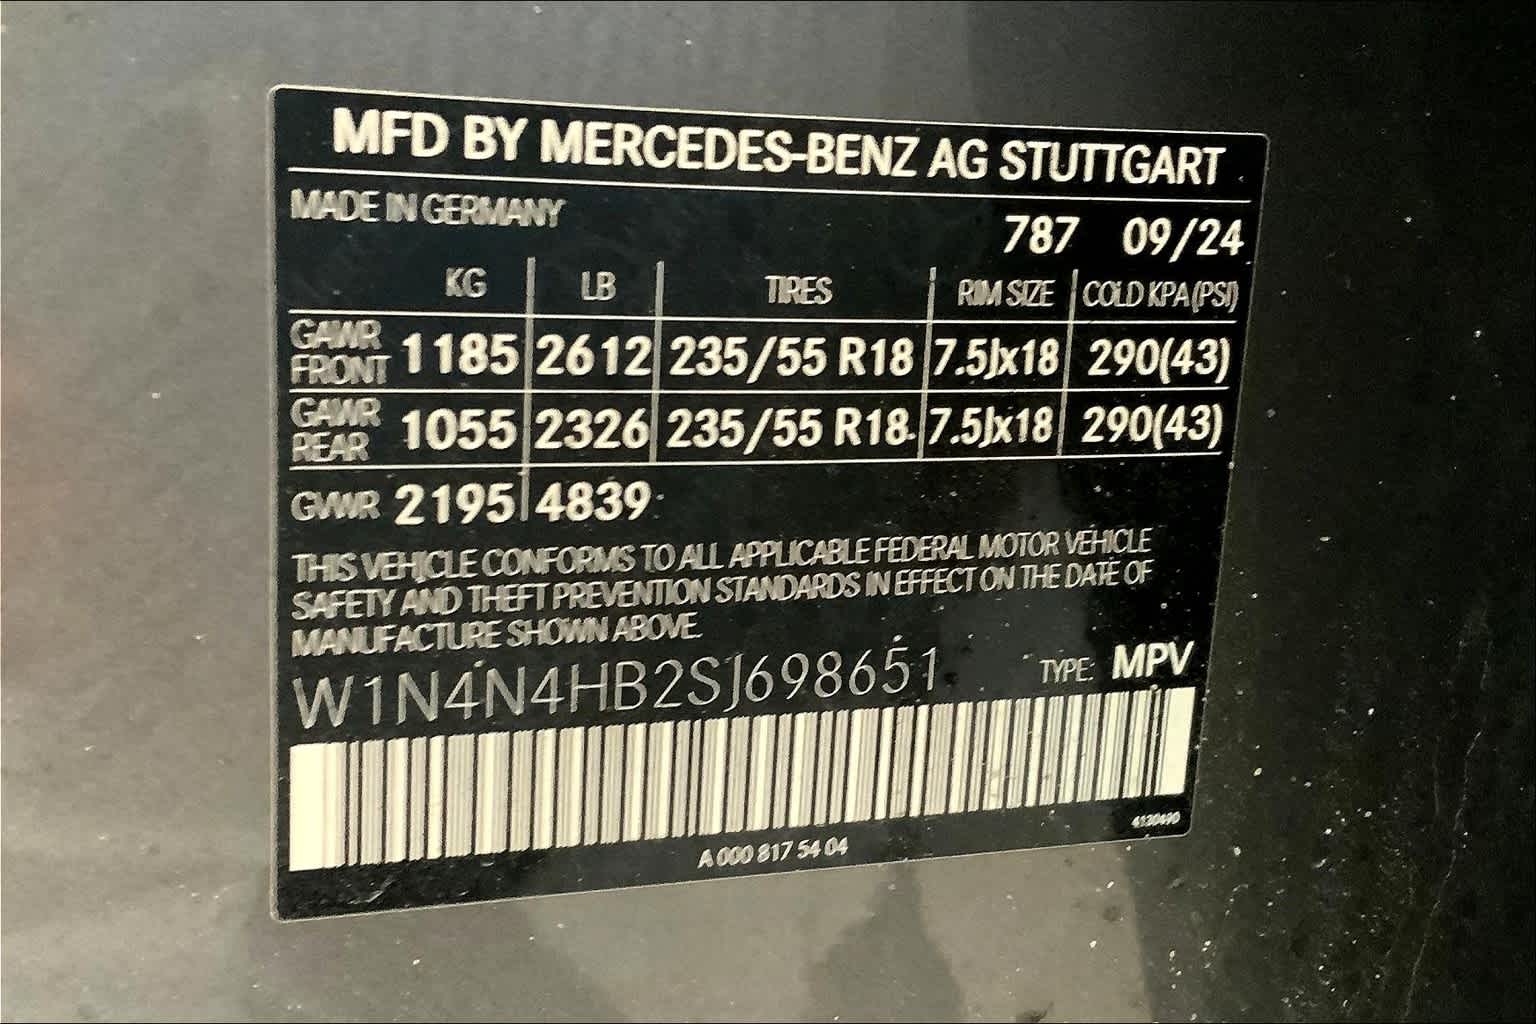 MFD BY MERCEDES-BENZ AG STUTTGART
MADE IN GERMANY
787 09/24
KG LB TIRES RIM SIZE COLD KPA(PSI)
GAWR FRONT 1185 2612 235/55 R18 7.5Jx18 290(43)
GAWR REAR 1055 2326 235/55 R18 7.5Jx18 290(43)
GVWR 2195 4839
THIS VEHICLE CONFORMS TO ALL APPLICABLE FEDERAL MOTOR VEHICLE
SAFETY AND THEFT PREVENTION STANDARDS IN EFFECT ON THE DATE OF
MANUFACTURE SHOWN ABOVE.
W1N4N4HB2SJ698651 TYPE: MPV
4130490
A 000 817 54 04